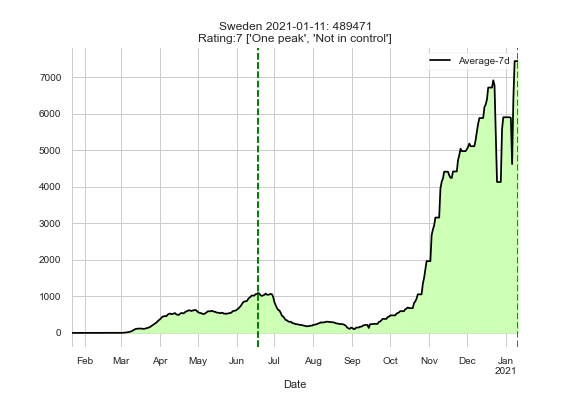 Sweden 2021-01-11: 489471
Rating:7 ['One peak', 'Not in control']
Average-7d
7000
6000
5000
4000
3000
2000
1000
0
Feb Mar Apr May Jun Jul Aug Sep Oct Nov Dec Jan
2021
Date